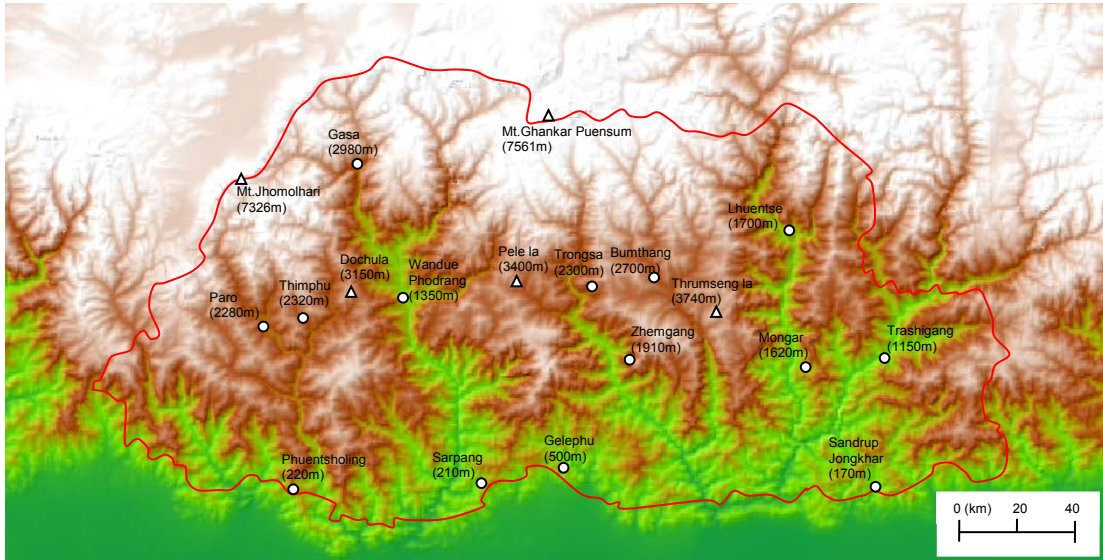 Gasa
(2980m)
Mt.Ghankar Puensum
(7561m)
Mt.Jhomolhari
(7326m)
Lhuentse
(1700m)
Dochula
(3150m)
Wandue
Phodrang
(1350m)
Pele la
(3400m)
Trongsa
(2300m)
Bumthang
(2700m)
Thrumseng la
(3740m)
Paro
(2280m)
Thimphu
(2320m)
Zhemgang
(1910m)
Mongar
(1620m)
Trashigang
(1150m)
Phuentsholing
(220m)
Sarpang
(210m)
Gelephu
(500m)
Sandrup
Jongkhar
(170m)
0 (km) 20 40